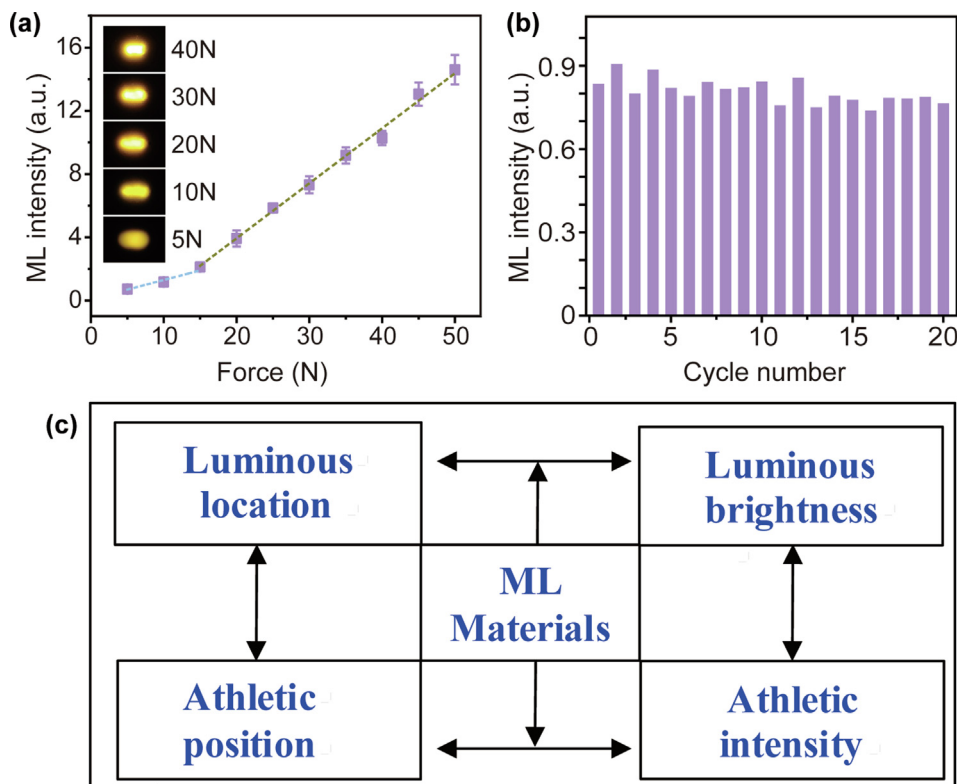 (a)
ML intensity (a.u.)
16
12
8
4
0
40N
30N
20N
10N
5N
0 10 20 30 40 50
Force (N)
(b)
ML intensity (a.u.)
0.9
0.6
0.3
0
0 5 10 15 20
Cycle number
(c)
Luminous
location
Luminous
brightness
ML
Materials
Athletic
position
Athletic
intensity